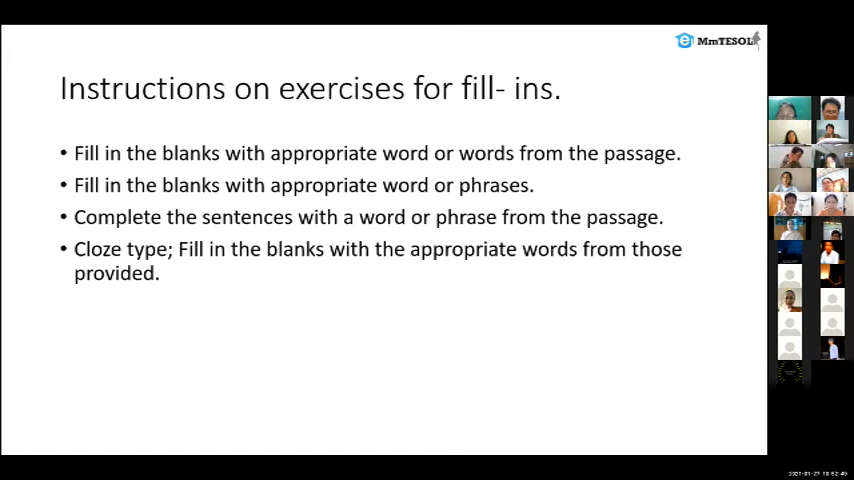 MmTESOL
Instructions on exercises for fill- ins.
• Fill in the blanks with appropriate word or words from the passage.
• Fill in the blanks with appropriate word or phrases.
• Complete the sentences with a word or phrase from the passage.
• Cloze type; Fill in the blanks with the appropriate words from those
provided.